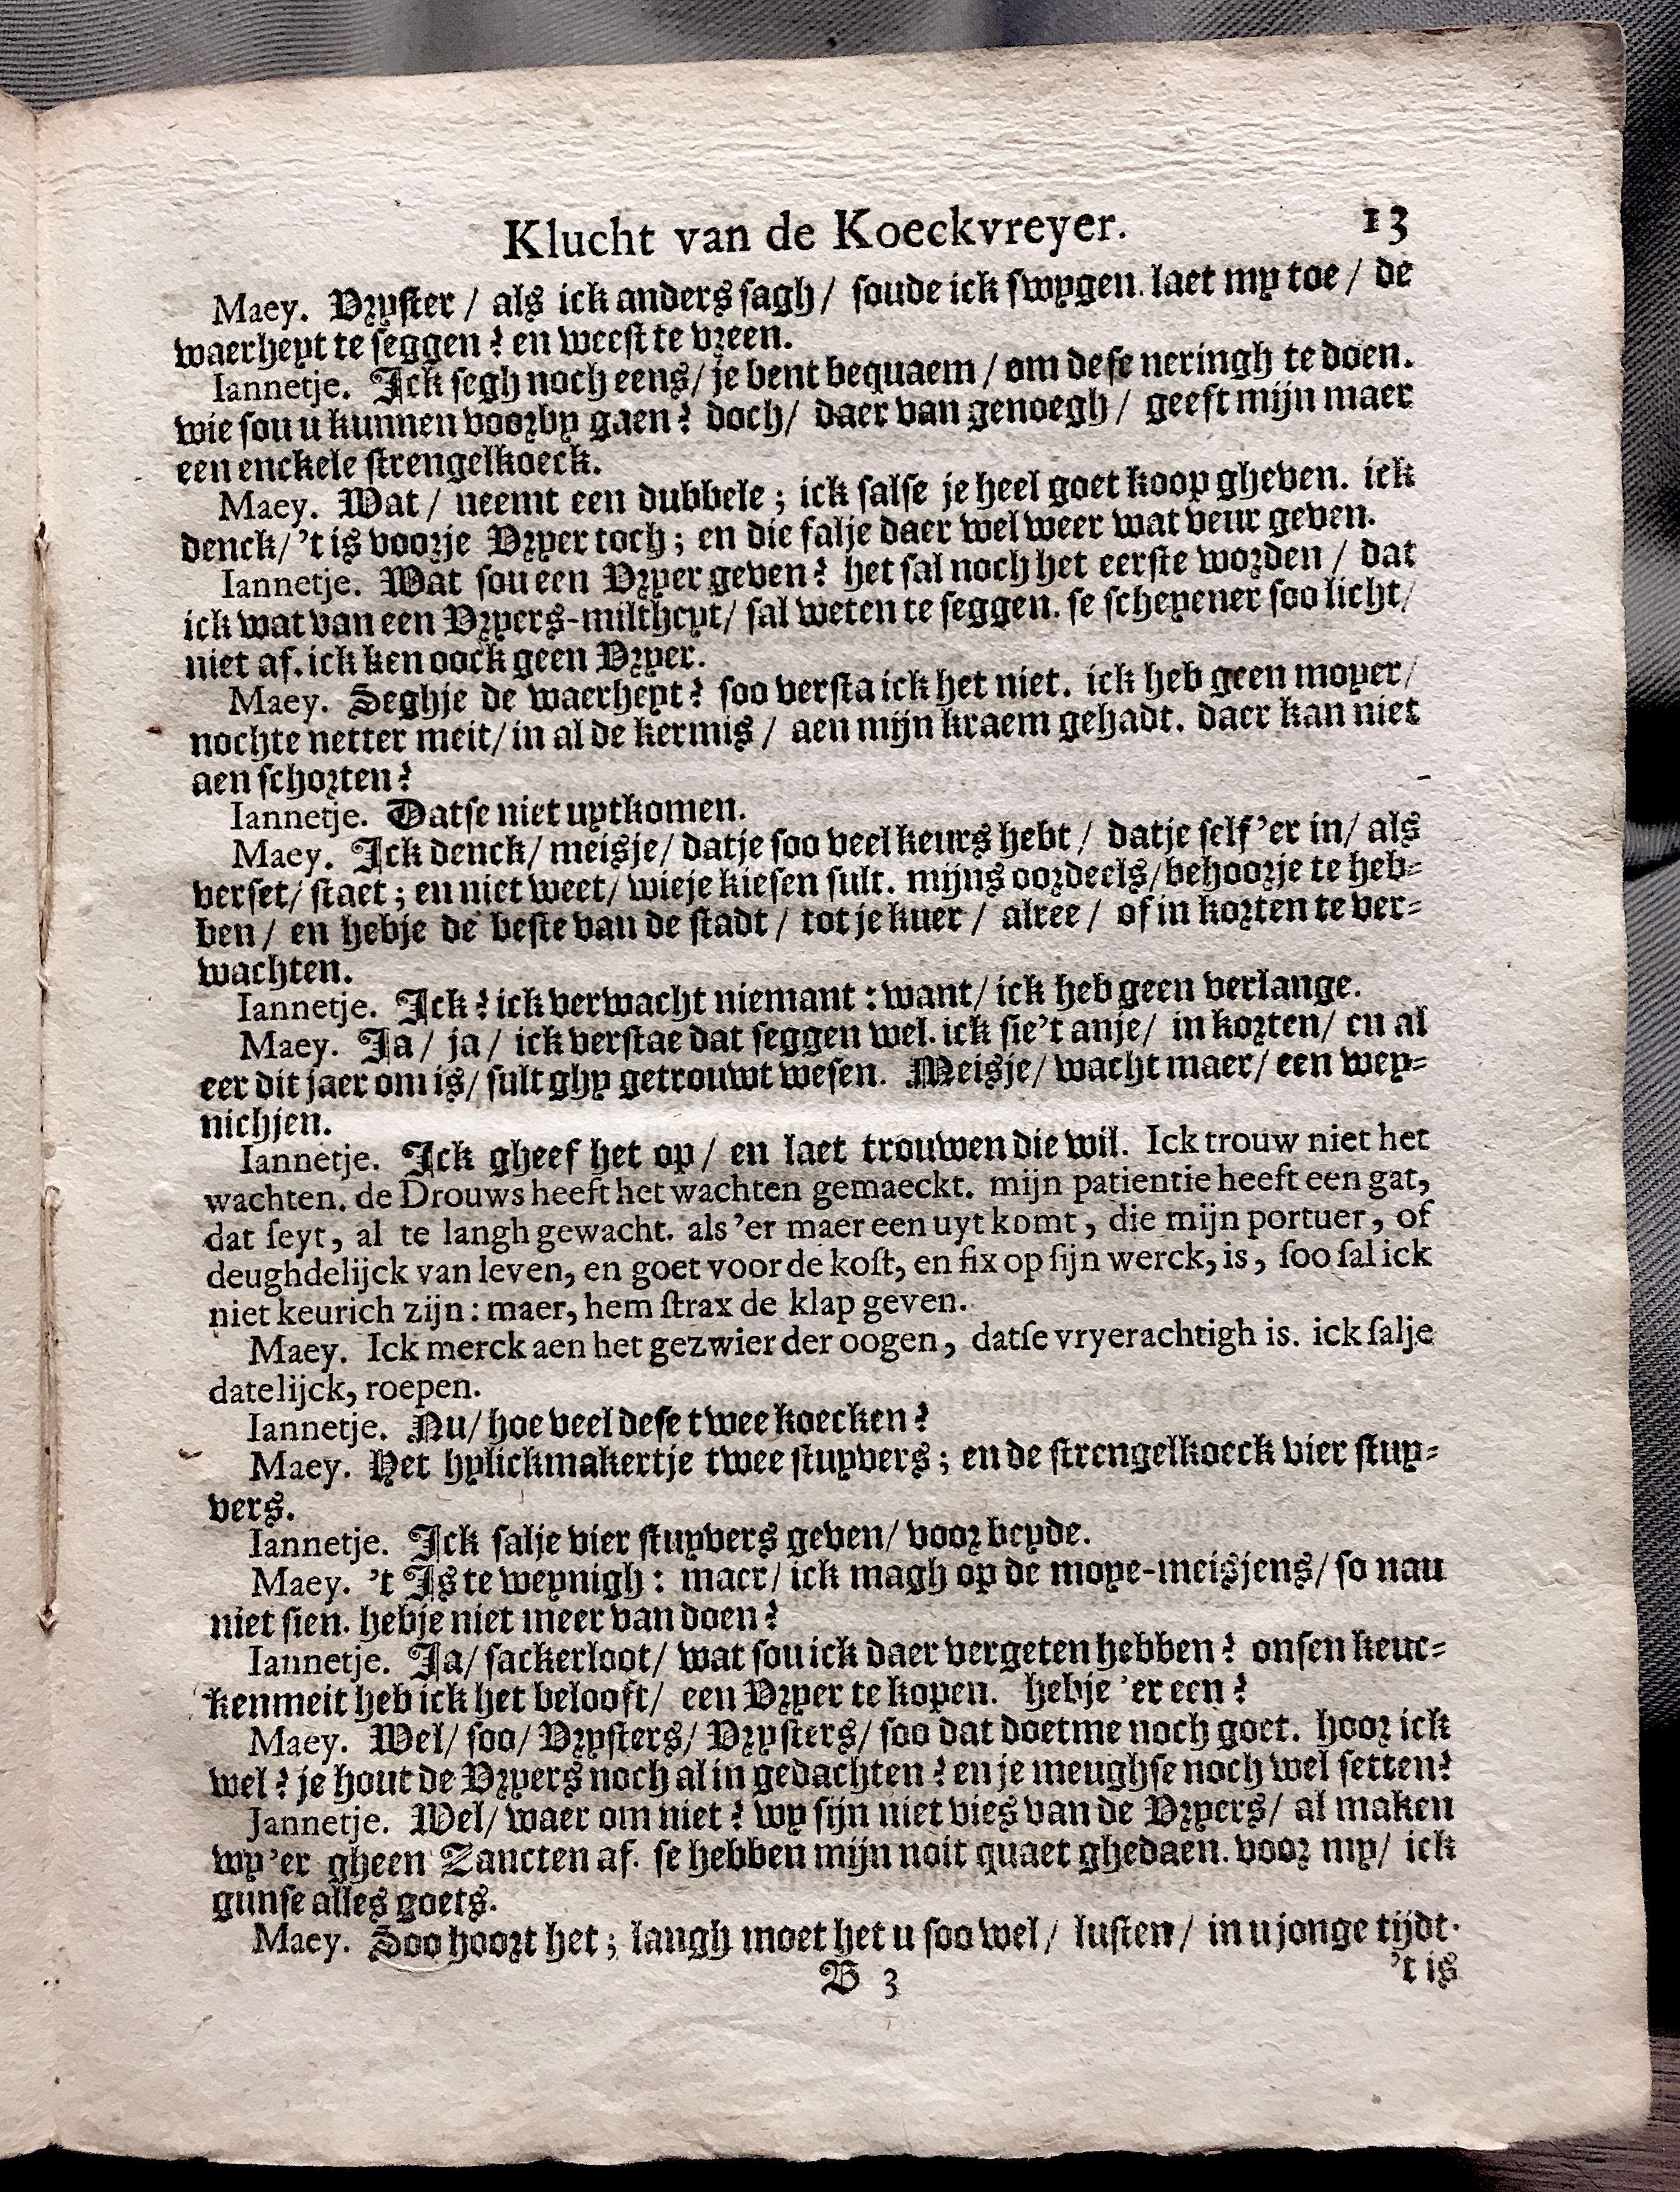 Klucht van de Koeckvreyer. 13
Maey. Vryster / als ick anders sagh / soude ick swygen. laet my toe / de
waerheyt te seggen? en weest te vreen.
Iannetje. Ick segh noch eens / je bent bequaem / om dese neringh te doen.
wie sou u kunnen voorby gaen? doch / daer van genoegh / geeft mijn maer
een enckele strengelkoeck.
Maey. Wat / neemt een dubbele ; ick salse je heel goet koop gheven. ick
denck / 't is voorje Vryer toch ; en die salje daer wel weer wat veur geven.
Iannetje. Wat sou een Vryer geven? het sal noch het eerste worden / dat
ick wat van een Vryers-miltheyt / sal weten te seggen. se scheyener soo licht /
niet af. ick ken oock geen Vryer.
Maey. Seghje de waerheyt? soo versta ick het niet. ick heb geen moyer /
nochte netter meit / in al de kermis / aen mijn kraem gehadt. daer kan niet
aen schorten?
Iannetje. Datse niet uytkomen.
Maey. Ick denck / meisje / datje soo veel keurs hebt / datje self 'er in / als
verset / staet ; en niet weet / wieje kiesen sult. mijns oordeels / behoorje te heb-
ben / en hebje de beste van de stadt / tot je kuer / alree / of in korten te ver-
wachten.
Iannetje. Ick? ick verwacht niemant : want / ick heb geen verlange.
Maey. Ja / ja / ick verstae dat seggen wel. ick sie 't anje / in korten / en al
eer dit jaer om is / sult ghy getrouwt wesen. Meisje / wacht maer / een wey-
nichjen.
Iannetje. Ick gheef het op / en laet trouwen die wil. Ick trouw niet het
wachten. de Drouws heeft het wachten gemaeckt. mijn patientie heeft een gat,
dat seyt, al te langh gewacht. als 'er maer een uyt komt, die mijn portuer, of
deughdelijck van leven, en goet voor de kost, en fix op sijn werck, is, soo sal ick
niet keurich zijn : maer, hem strax de klap geven.
Maey. Ick merck aen het gezwier der oogen, datse vryerachtigh is. ick salje
datelijck, roepen.
Iannetje. Nu / hoe veel dese twee koecken?
Maey. Het hylickmakertje twee stuyvers ; en de strengelkoeck vier stuy-
vers.
Iannetje. Ick salje vier stuyvers geven / voor beyde.
Maey. 't Is te weynigh : maer / ick magh op de moye-meisjens / so nau
niet sien. hebje niet meer van doen?
Iannetje. Ja / sackerloot / wat sou ick daer vergeten hebben? onsen keuc-
kenmeit heb ick het belooft / een Vryer te kopen. hebje 'er een?
Maey. Wel / soo / Vrysters / Vrysters / soo dat doetme noch goet. hoor ick
wel? je hout de Vryers noch al in gedachten? en je meughse noch wel setten?
Jannetje. Wel / waer om niet? wy sijn niet vies van de Vryers / al maken
wy 'er gheen Sancten af. se hebben mijn noit quaet ghedaen. voor my / ick
gunse alles goets.
Maey. Soo hoort het ; langh moet het u soo wel / lusten / in u jonge tijdt.
B 3 't is